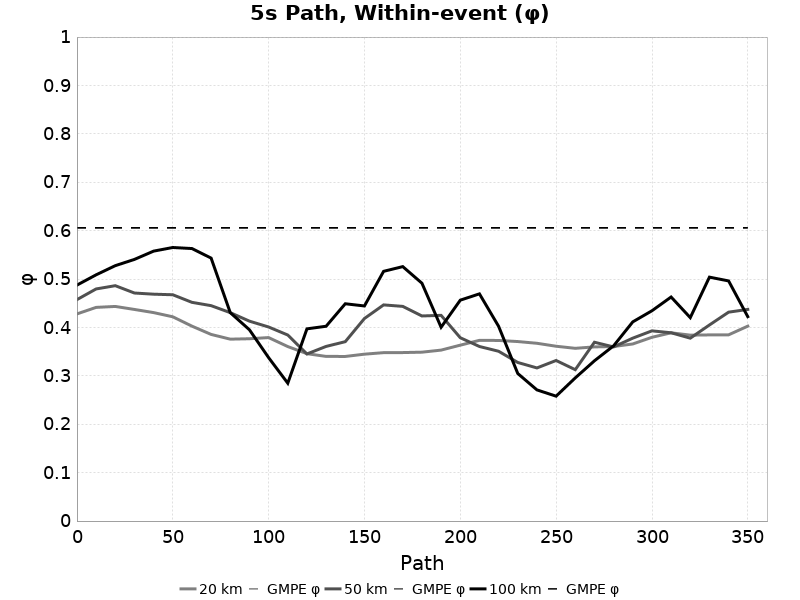 5s Path, Within-event (φ)
1
0.9
0.8
0.7
0.6
0.5
0.4
0.3
0.2
0.1
0
φ
0 50 100 150 200 250 300 350
Path
20 km GMPE φ 50 km GMPE φ 100 km GMPE φ